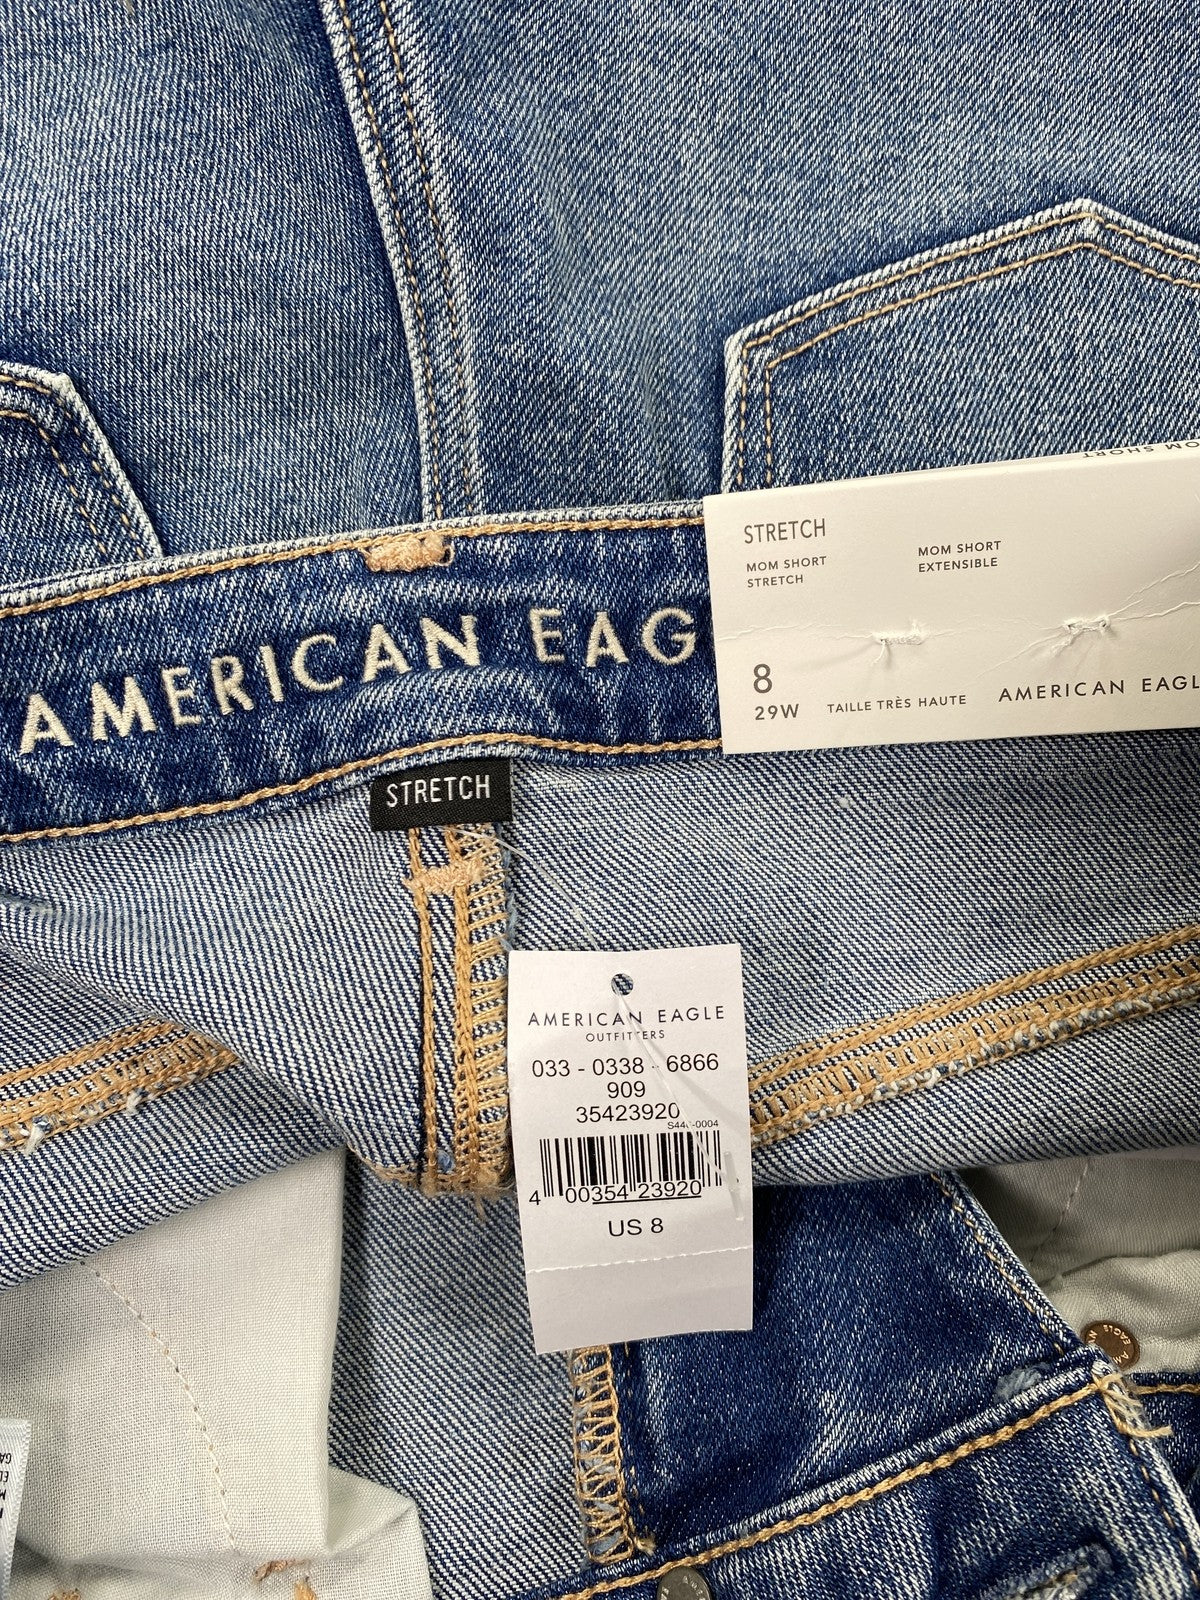 MOM SHORT
STRETCH
MOM SHORT
STRETCH
MOM SHORT
EXTENSIBLE
8
29W
TAILLE TRÈS HAUTE
AMERICAN EAGL
AMERICAN EAG
STRETCH
AMERICAN EAGLE
OUTFITTERS
033 - 0338 - 6866
909
35423920
4 00354 23920
US 8
EAGLE